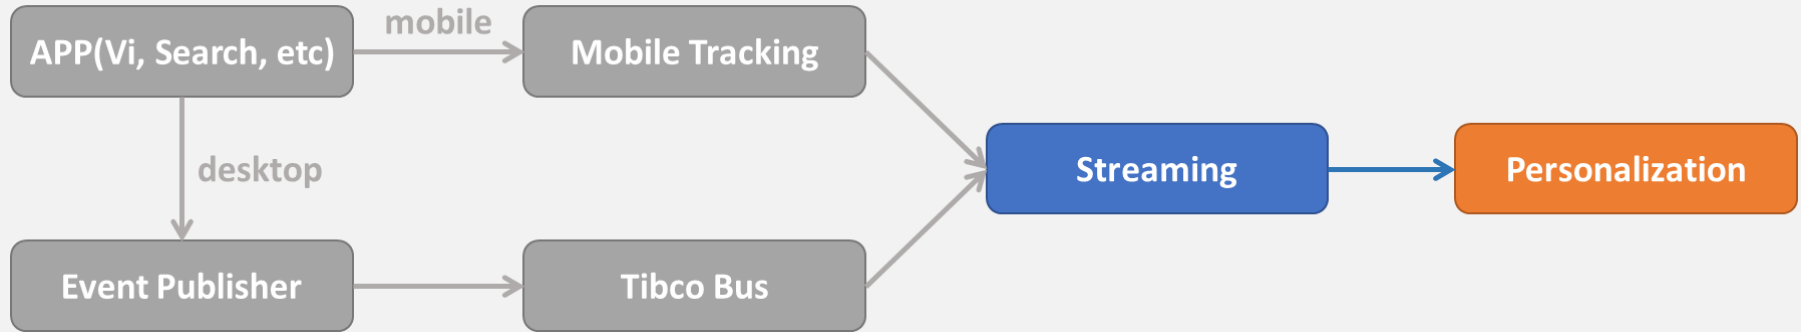 APP(Vi, Search, etc)
mobile
Mobile Tracking
desktop
Streaming
Personalization
Event Publisher
Tibco Bus